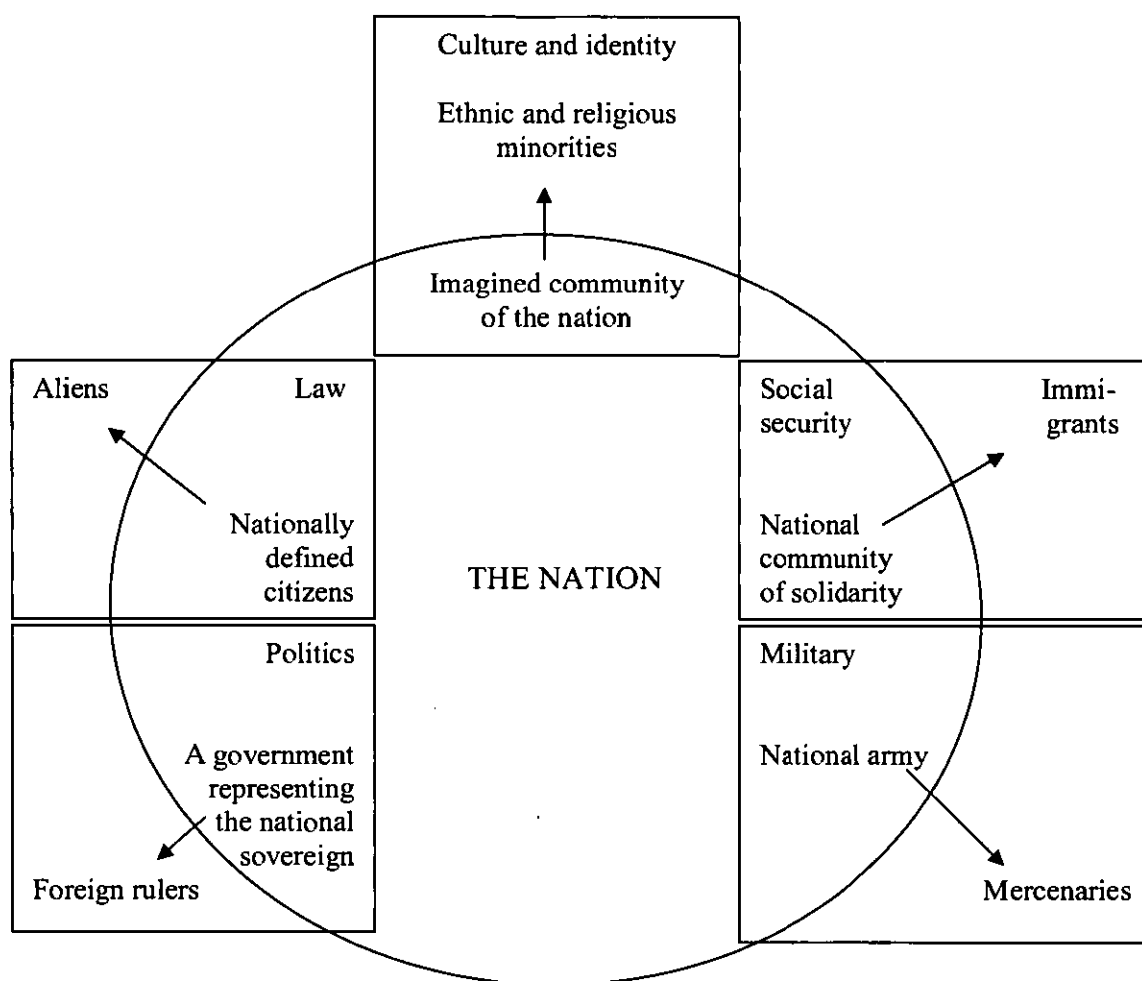 Culture and identity
Ethnic and religious
minorities
Imagined community
of the nation
Aliens
Law
Nationally
defined
citizens
Social
security
Immi-
grants
National
community
of solidarity
THE NATION
Politics
A government
representing
the national
sovereign
Foreign rulers
Military
National army
Mercenaries